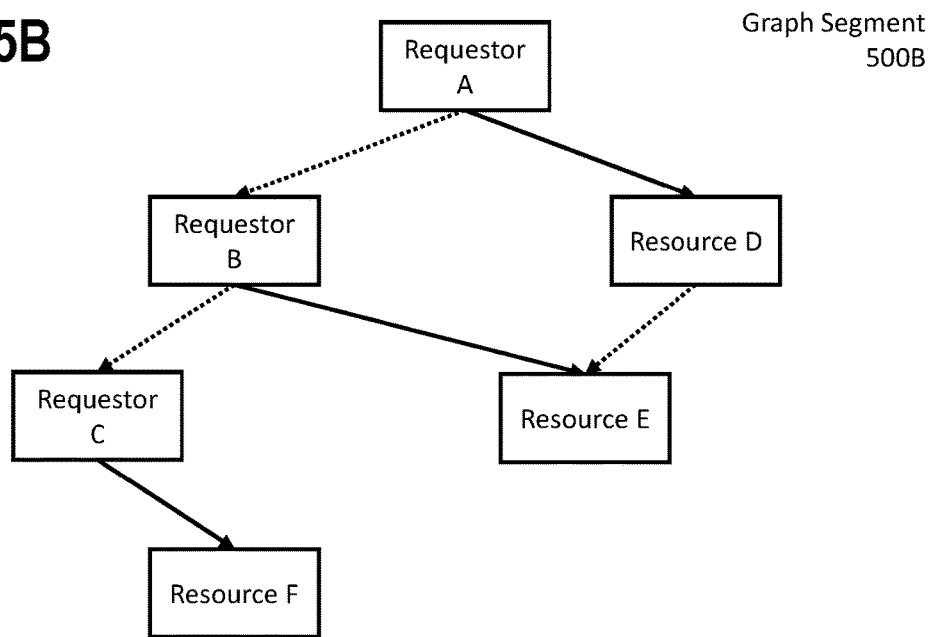 5B
Graph Segment
500B
Requestor
A
Requestor
B
Resource D
Requestor
C
Resource E
Resource F